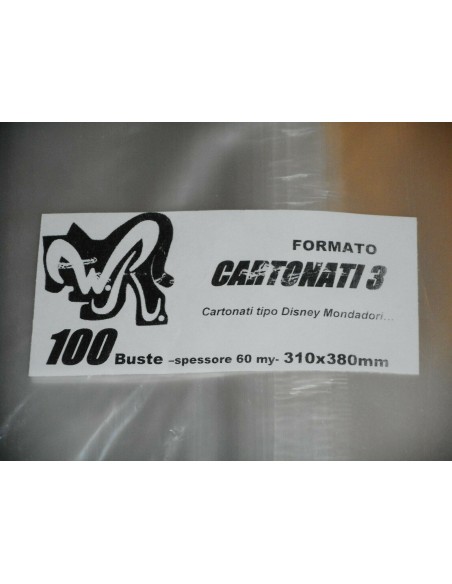 W.R.
FORMATO
CARTONATI 3
Cartonati tipo Disney Mondadori...
100 Buste -spessore 60 my- 310x380mm